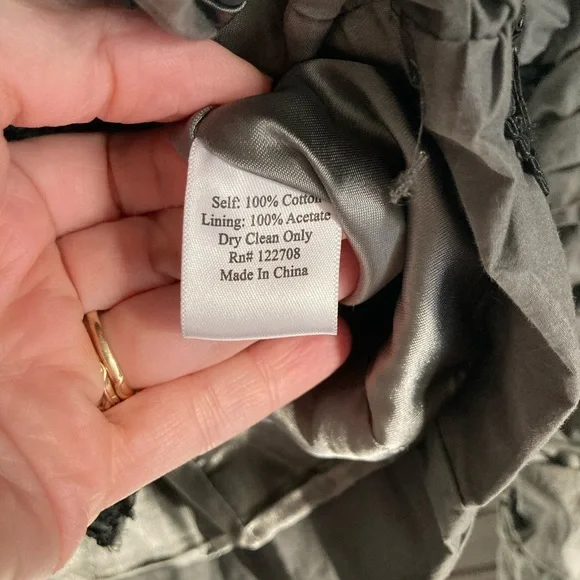 Self: 100% Cotton
Lining: 100% Acetate
Dry Clean Only
Rn# 122708
Made In China